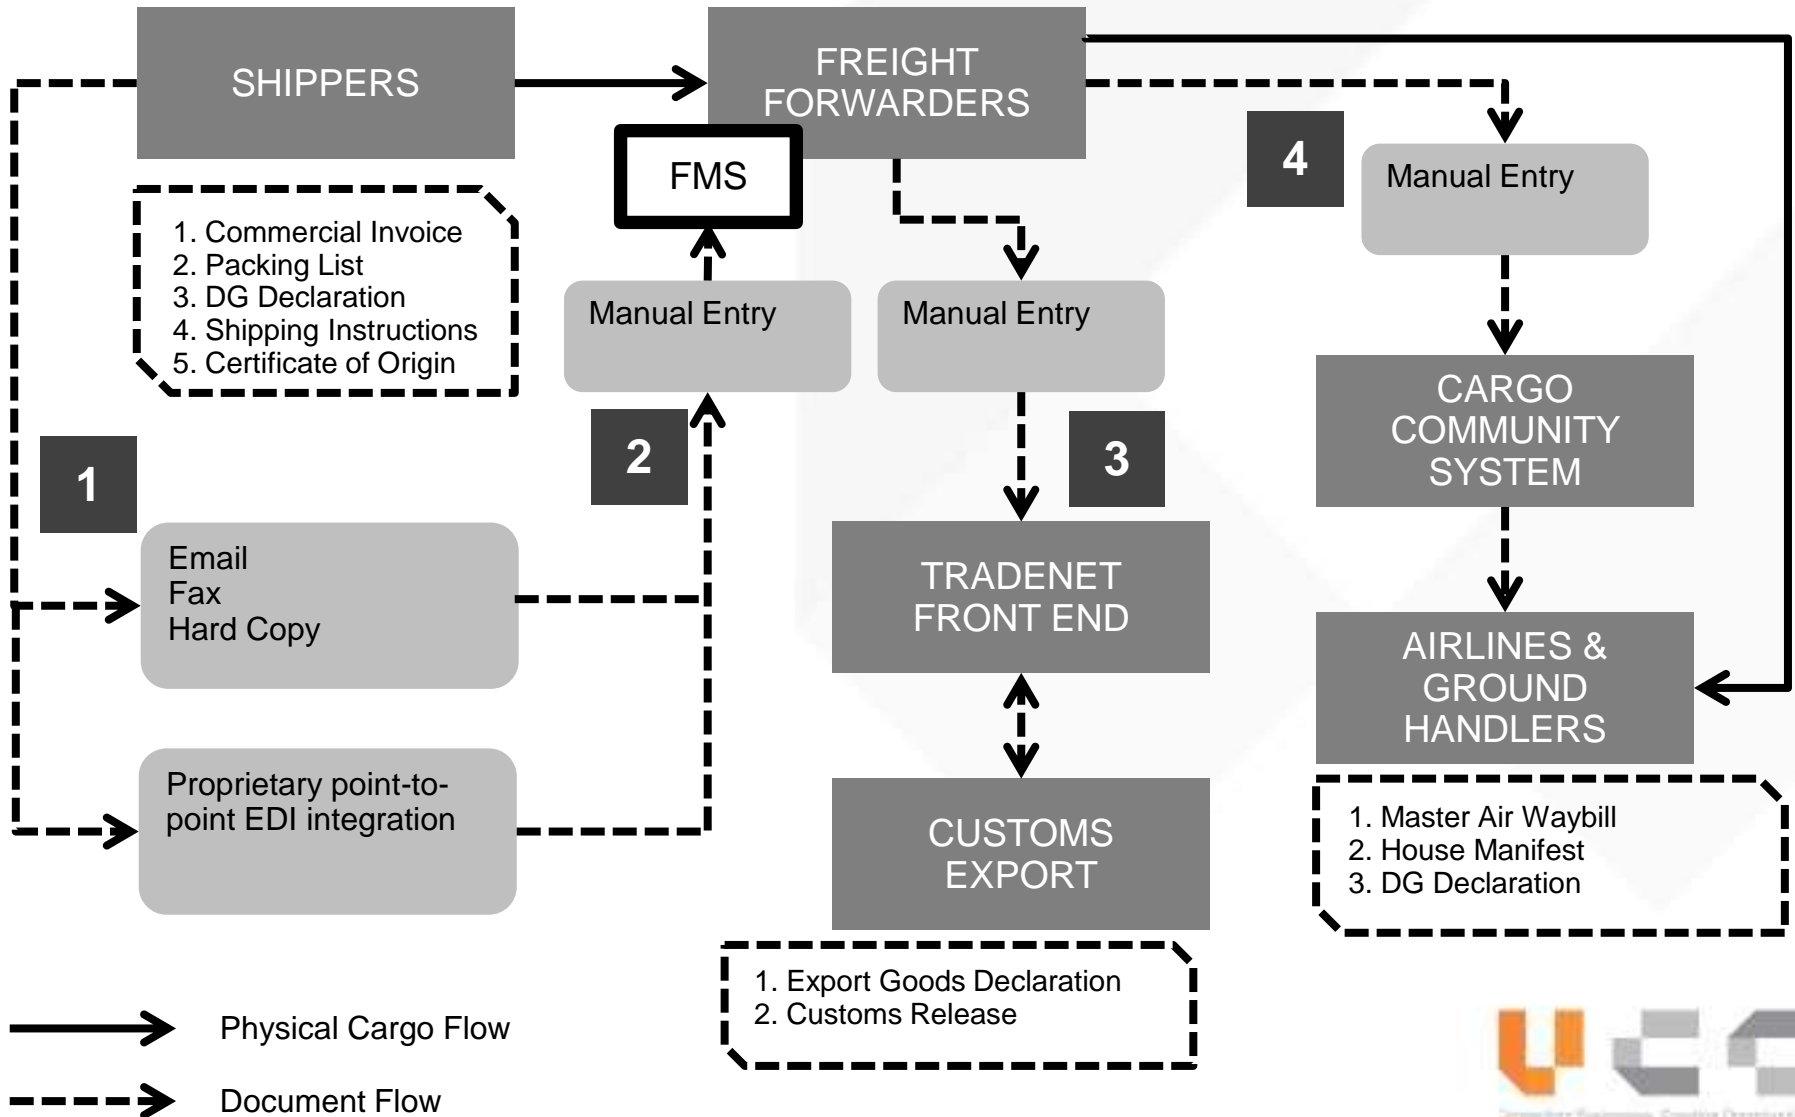 SHIPPERS
FREIGHT
FORWARDERS
FMS
4
Manual Entry
1. Commercial Invoice
2. Packing List
3. DG Declaration
4. Shipping Instructions
5. Certificate of Origin
Manual Entry
Manual Entry
CARGO
COMMUNITY
SYSTEM
1
2
3
Email
Fax
Hard Copy
TRADENET
FRONT END
AIRLINES &
GROUND
HANDLERS
Proprietary point-to-
point EDI integration
CUSTOMS
EXPORT
1. Master Air Waybill
2. House Manifest
3. DG Declaration
1. Export Goods Declaration
2. Customs Release
Physical Cargo Flow
Document Flow